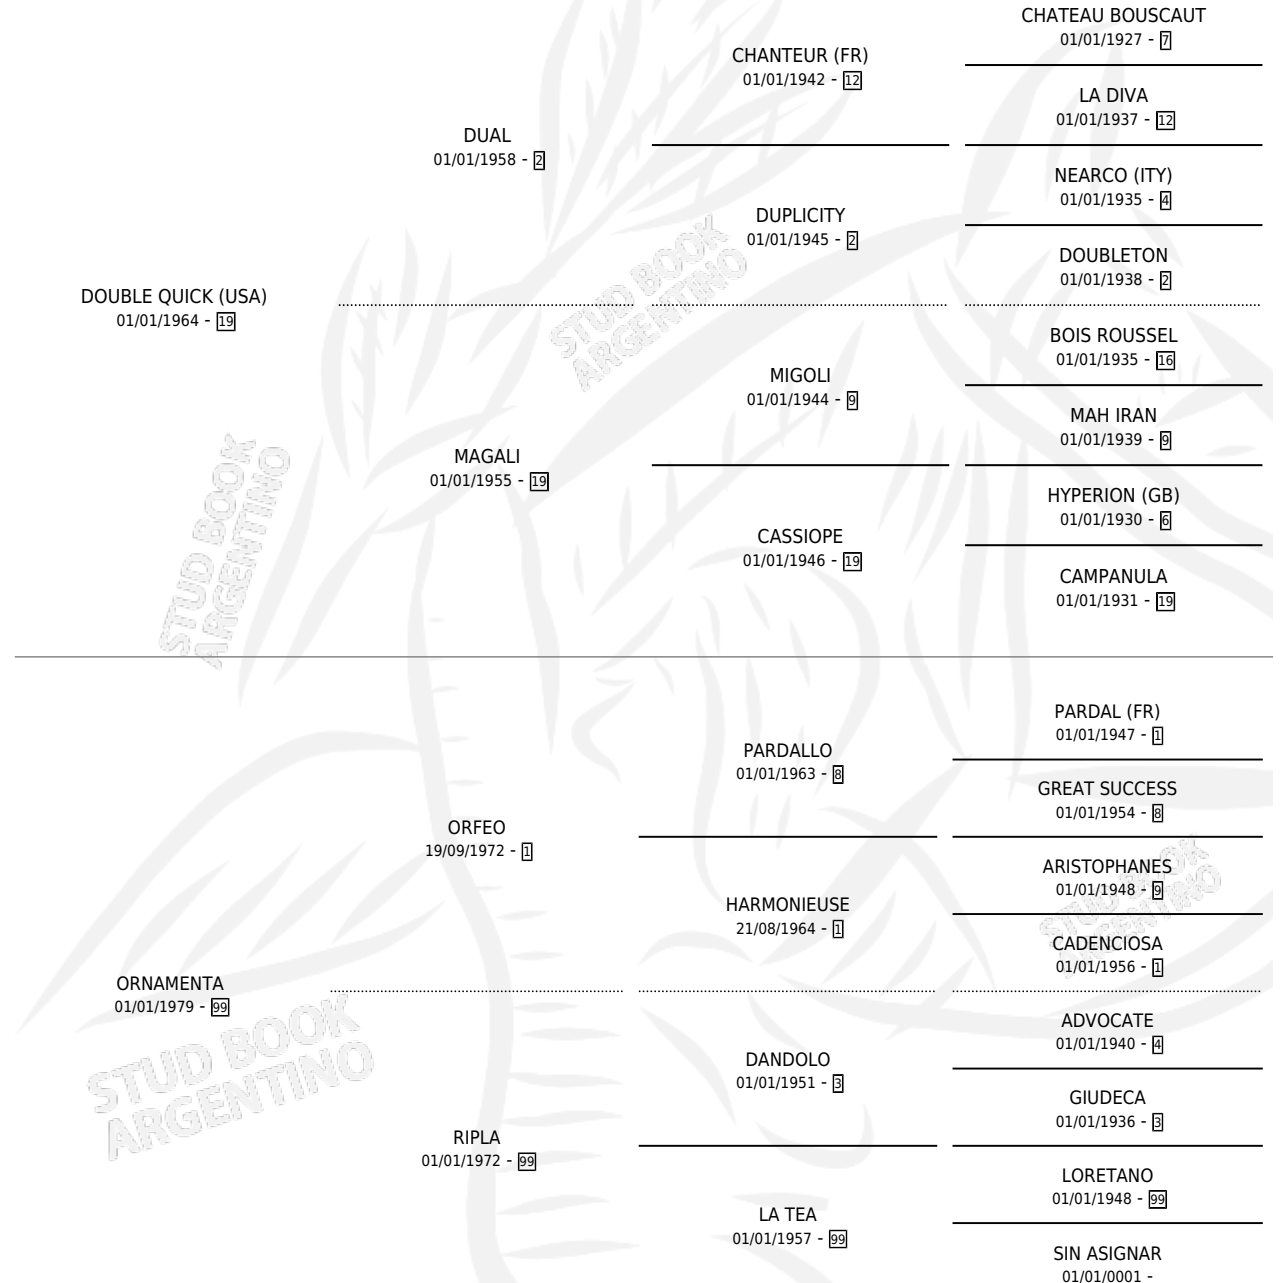 CHATEAU BOUSCAUT
01/01/1927 - 7
CHANTEUR (FR)
01/01/1942 - 12
LA DIVA
01/01/1937 - 12
DUAL
01/01/1958 - 2
NEARCO (ITY)
01/01/1935 - 4
DUPLICITY
01/01/1945 - 2
DOUBLETON
01/01/1938 - 2
DOUBLE QUICK (USA)
01/01/1964 - 19
STUD BOOK
ARGENTINO
BOIS ROUSSEL
01/01/1935 - 16
MIGOLI
01/01/1944 - 9
MAH IRAN
01/01/1939 - 9
MAGALI
01/01/1955 - 19
HYPERION (GB)
01/01/1930 - 6
CASSIOPE
01/01/1946 - 19
CAMPANULA
01/01/1931 - 19
STUD BOOK
ARGENTINO
PARDAL (FR)
01/01/1947 - 1
PARDALLO
01/01/1963 - 8
GREAT SUCCESS
01/01/1954 - 8
ORFEO
19/09/1972 - 1
ARISTOPHANES
01/01/1948 - 9
HARMONIEUSE
21/08/1964 - 1
STUD BOOK
ARGENTINO
CADENCIOSA
01/01/1956 - 1
ORNAMENTA
01/01/1979 - 99
ADVOCATE
01/01/1940 - 4
DANDOLO
01/01/1951 - 3
GIUDECA
01/01/1936 - 3
STUD BOOK
ARGENTINO
RIPLA
01/01/1972 - 99
LORETANO
01/01/1948 - 99
LA TEA
01/01/1957 - 99
SIN ASIGNAR
01/01/0001 -